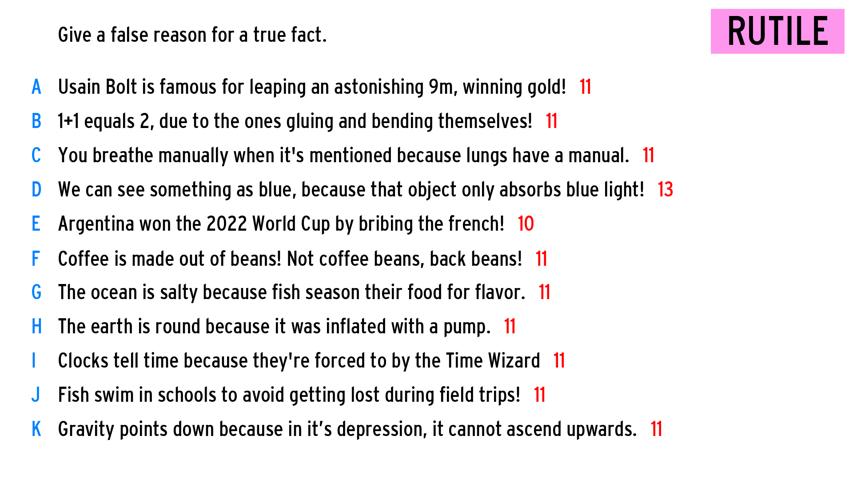 Give a false reason for a true fact.
RUTILE
A Usain Bolt is famous for leaping an astonishing 9m, winning gold! 11
B 1+1 equals 2, due to the ones gluing and bending themselves! 11
C You breathe manually when it's mentioned because lungs have a manual. 11
D We can see something as blue, because that object only absorbs blue light! 13
E Argentina won the 2022 World Cup by bribing the french! 10
F Coffee is made out of beans! Not coffee beans, back beans! 11
G The ocean is salty because fish season their food for flavor. 11
H The earth is round because it was inflated with a pump. 11
I Clocks tell time because they're forced to by the Time Wizard 11
J Fish swim in schools to avoid getting lost during field trips! 11
K Gravity points down because in it’s depression, it cannot ascend upwards. 11